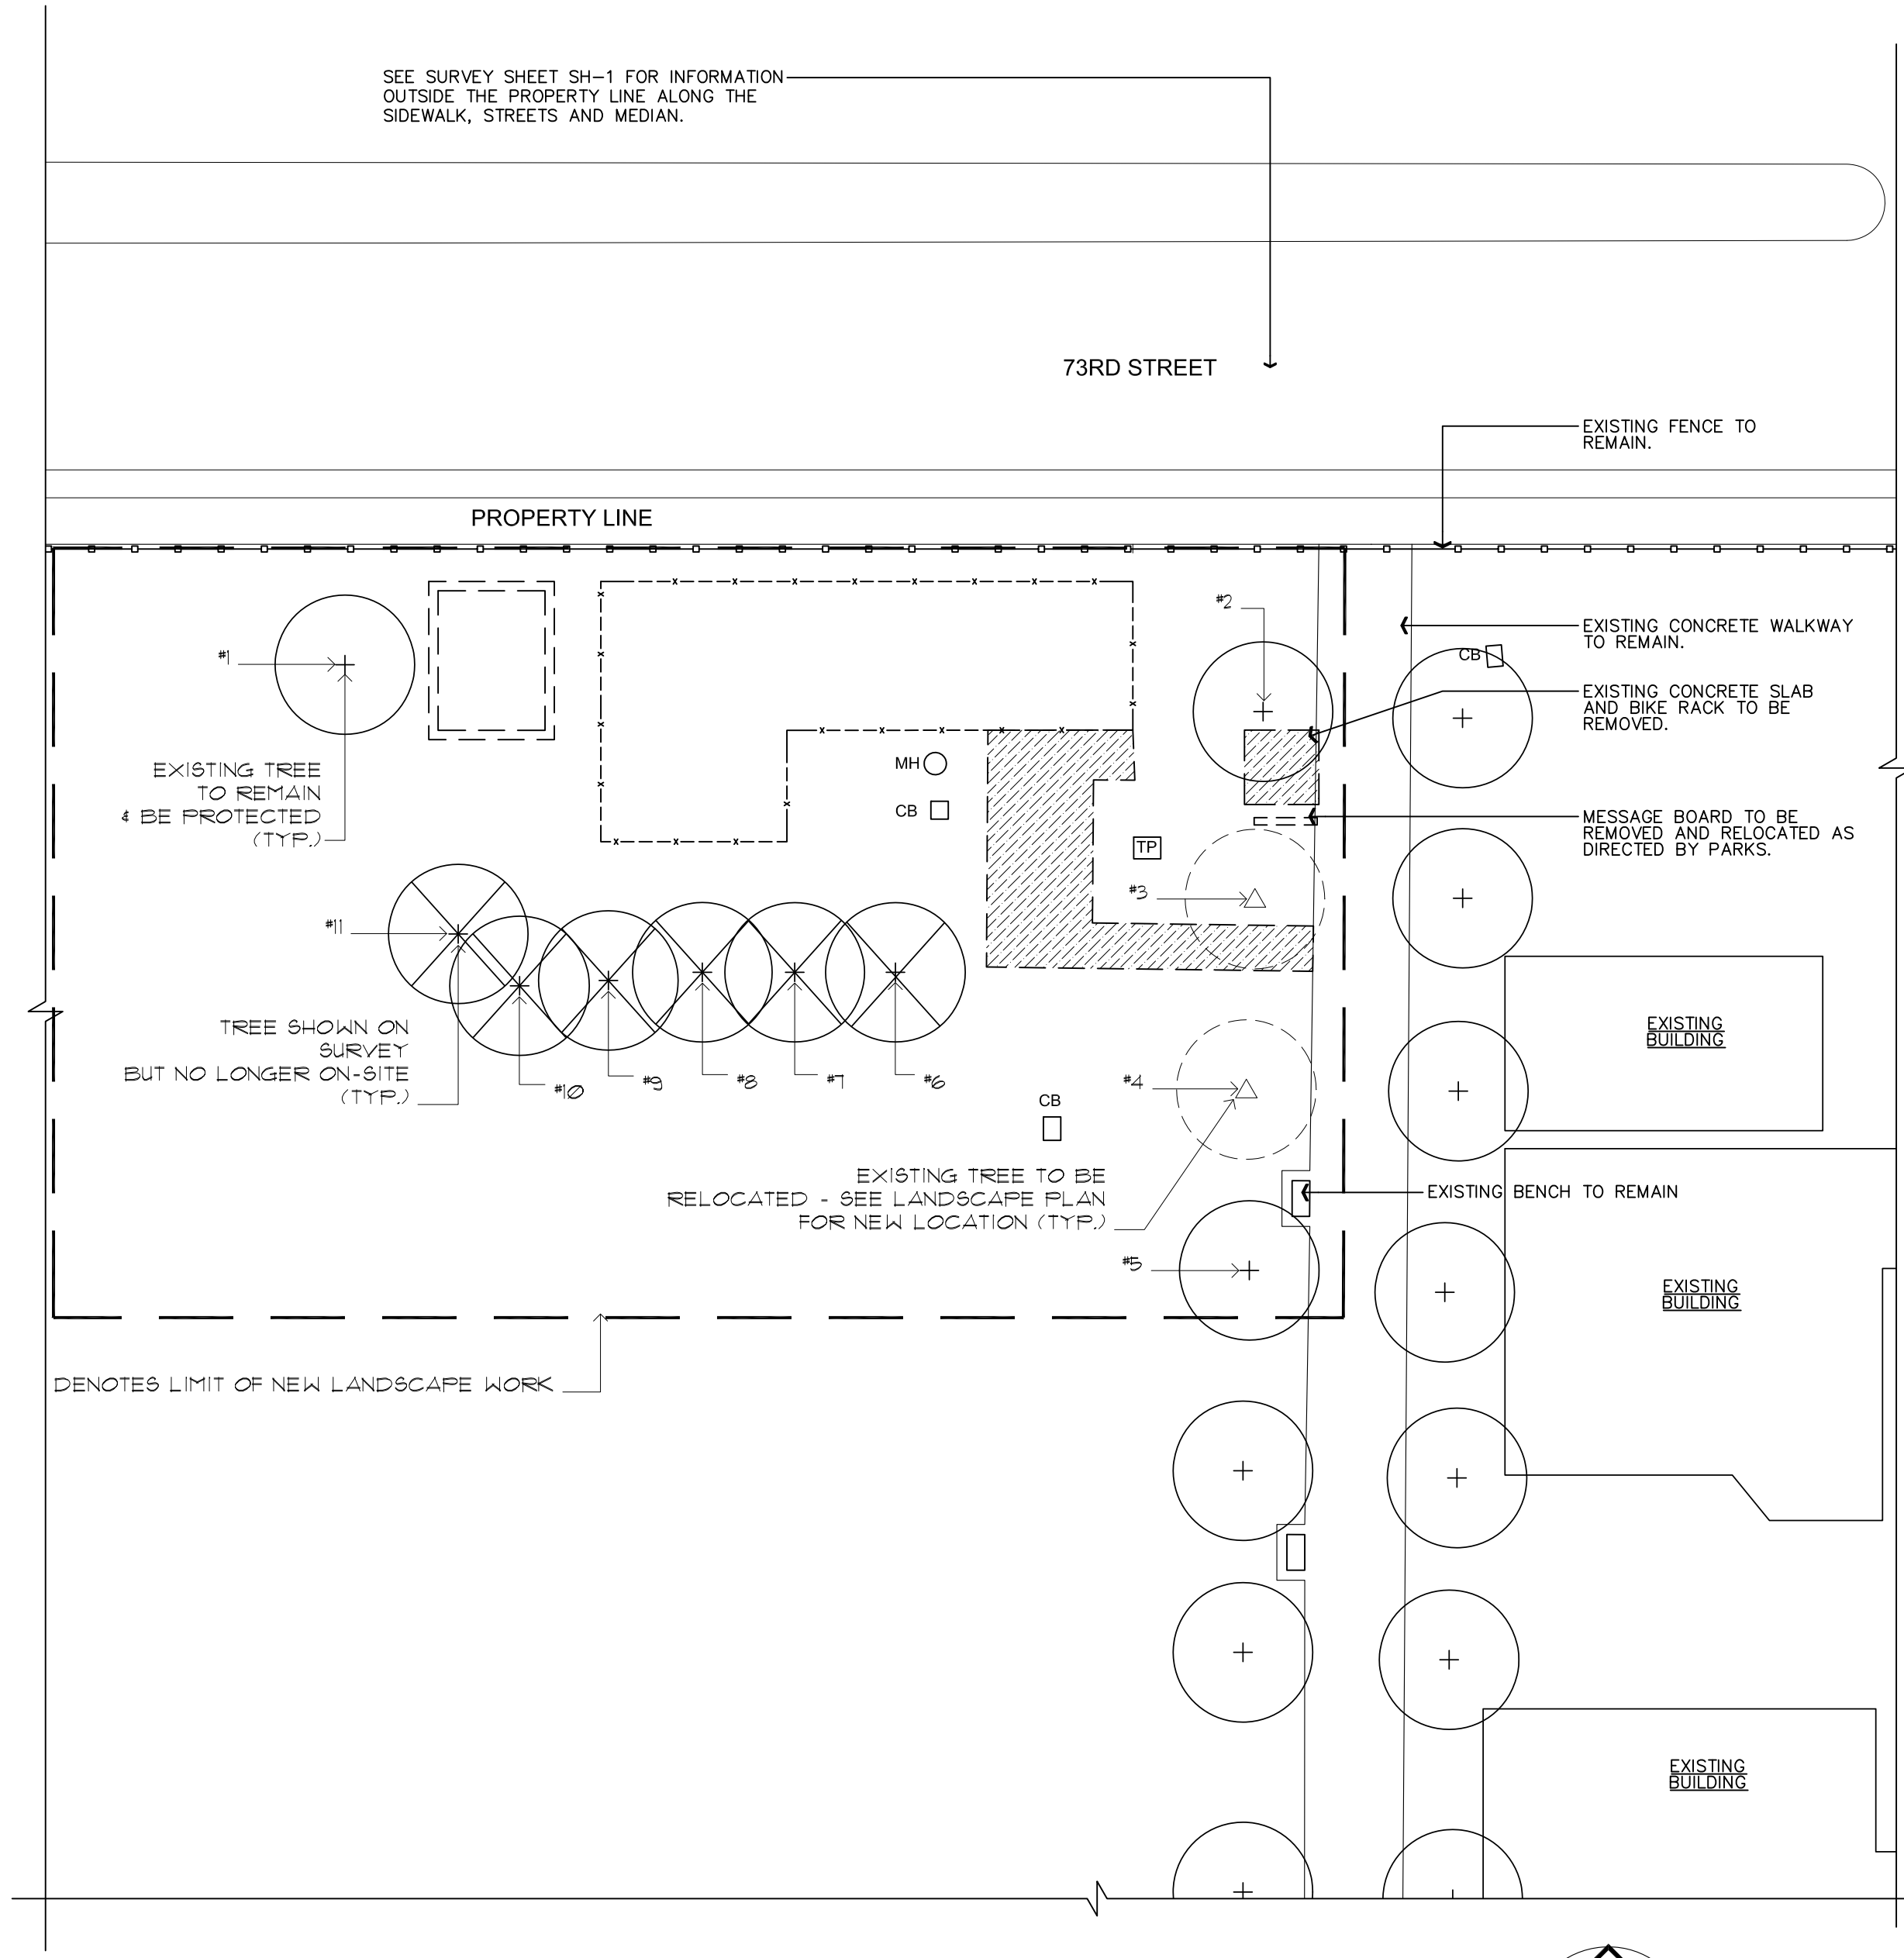 SEE SURVEY SHEET SH-1 FOR INFORMATION
OUTSIDE THE PROPERTY LINE ALONG THE
SIDEWALK, STREETS AND MEDIAN.
73RD STREET
EXISTING FENCE TO
REMAIN.
PROPERTY LINE
#1
#2
EXISTING CONCRETE WALKWAY
TO REMAIN.
CB
EXISTING CONCRETE SLAB
AND BIKE RACK TO BE
REMOVED.
EXISTING TREE
TO REMAIN
& BE PROTECTED
(TYP.)
MH
CB
MESSAGE BOARD TO BE
REMOVED AND RELOCATED AS
DIRECTED BY PARKS.
TP
#3
#11
TREE SHOWN ON
SURVEY
BUT NO LONGER ON-SITE
(TYP.)
#10
#9
#8
#7
#6
#4
EXISTING
BUILDING
CB
EXISTING TREE TO BE
RELOCATED - SEE LANDSCAPE PLAN
FOR NEW LOCATION (TYP.)
EXISTING BENCH TO REMAIN
#5
EXISTING
BUILDING
DENOTES LIMIT OF NEW LANDSCAPE WORK
EXISTING
BUILDING